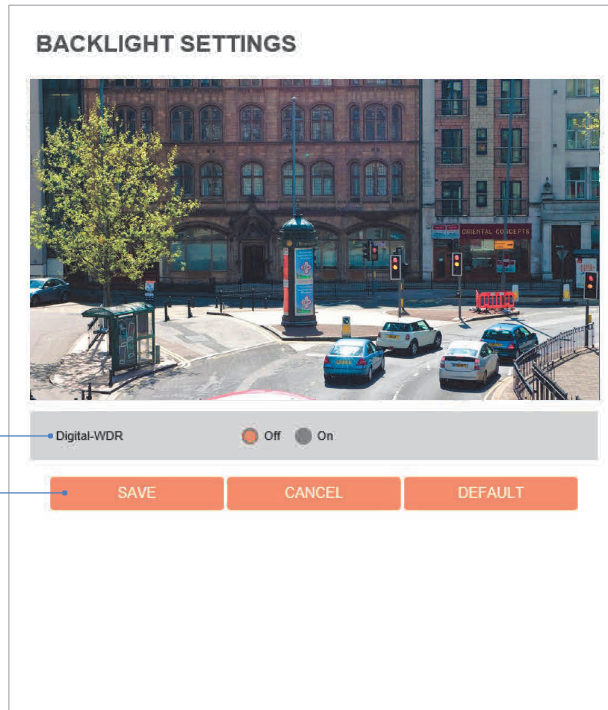 BACKLIGHT SETTINGS
ORIENTAL CONCEPTS
Digital-WDR Off On
SAVE CANCEL DEFAULT